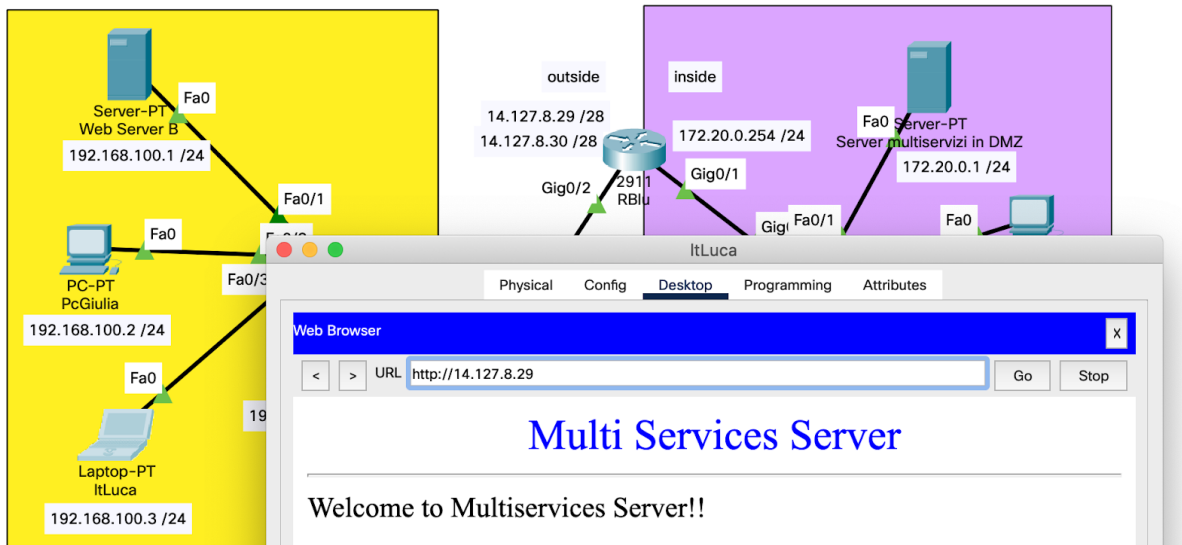 Fa0
Server-PT
Web Server B
192.168.100.1 /24
Fa0/1
Fa0
PC-PT
PcGiulia
192.168.100.2 /24
Fa0/3
Fa0
Laptop-PT
ltLuca
192.168.100.3 /24
19
outside
inside
14.127.8.29 /28
14.127.8.30 /28
172.20.0.254 /24
2911
RBlu
Gig0/2
Gig0/1
Fa0
Server-PT
Server multiservizi in DMZ
172.20.0.1 /24
Fa0/1
Fa0
ltLuca
Physical Config Desktop Programming Attributes
Web Browser
X
< > URL http://14.127.8.29 Go Stop
Multi Services Server
Welcome to Multiservices Server!!